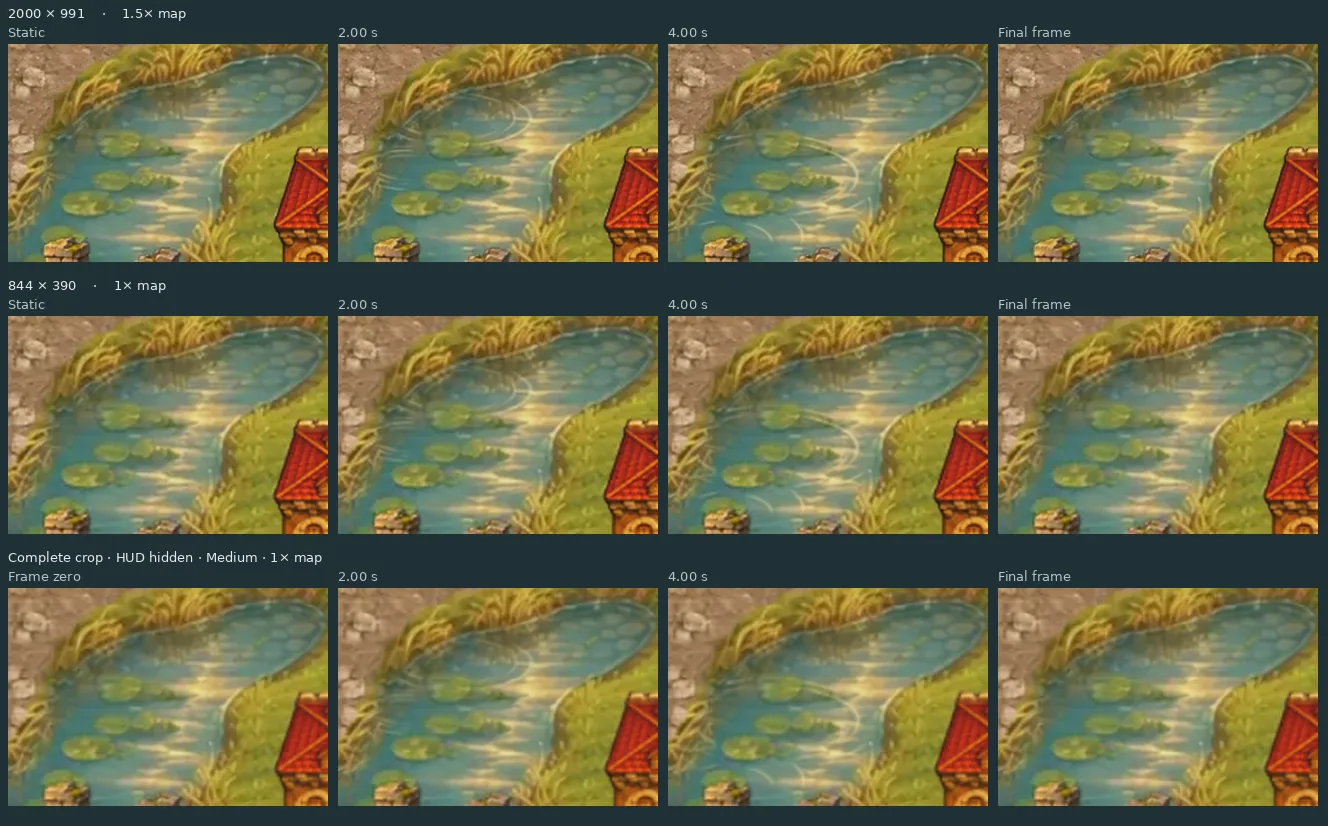 2000 × 991 · 1.5× map
Static 2.00 s 4.00 s Final frame
844 × 390 · 1× map
Static 2.00 s 4.00 s Final frame
Complete crop · HUD hidden · Medium · 1× map
Frame zero 2.00 s 4.00 s Final frame